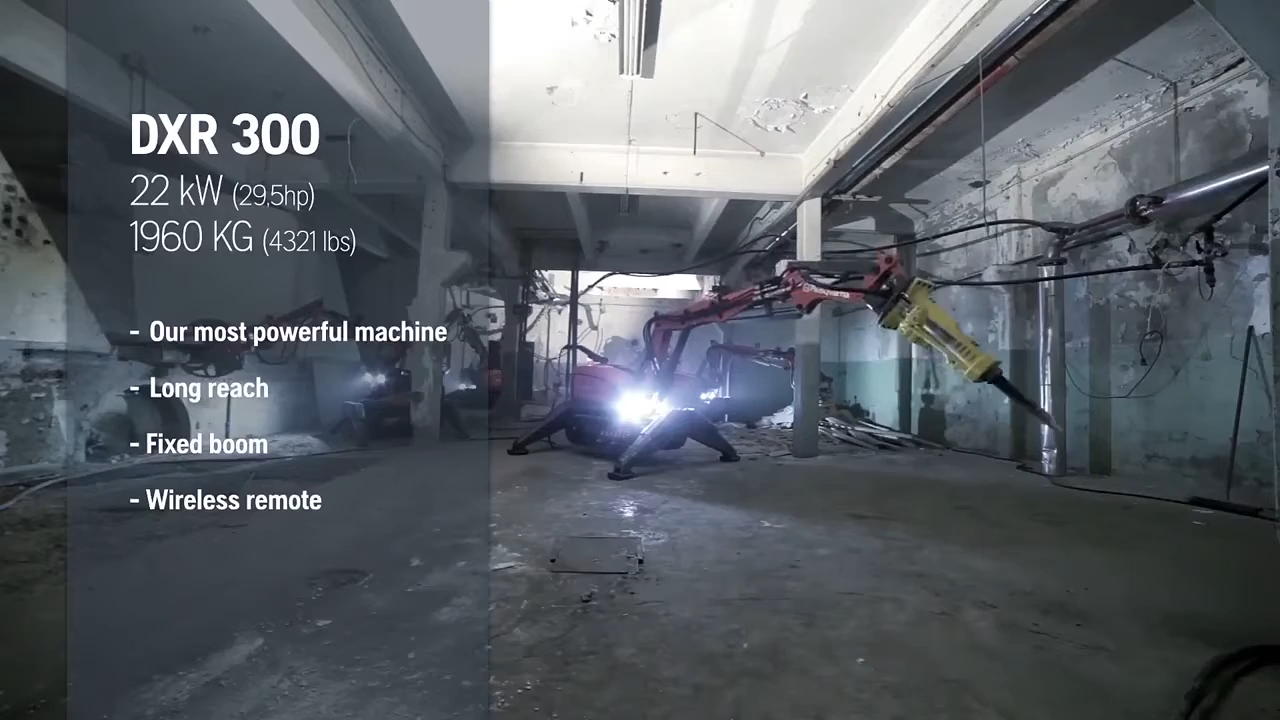 DXR 300
22 kW (29,5hp)
1960 KG (4321 lbs)
- Our most powerful machine
- Long reach
- Fixed boom
- Wireless remote
Husqvarna